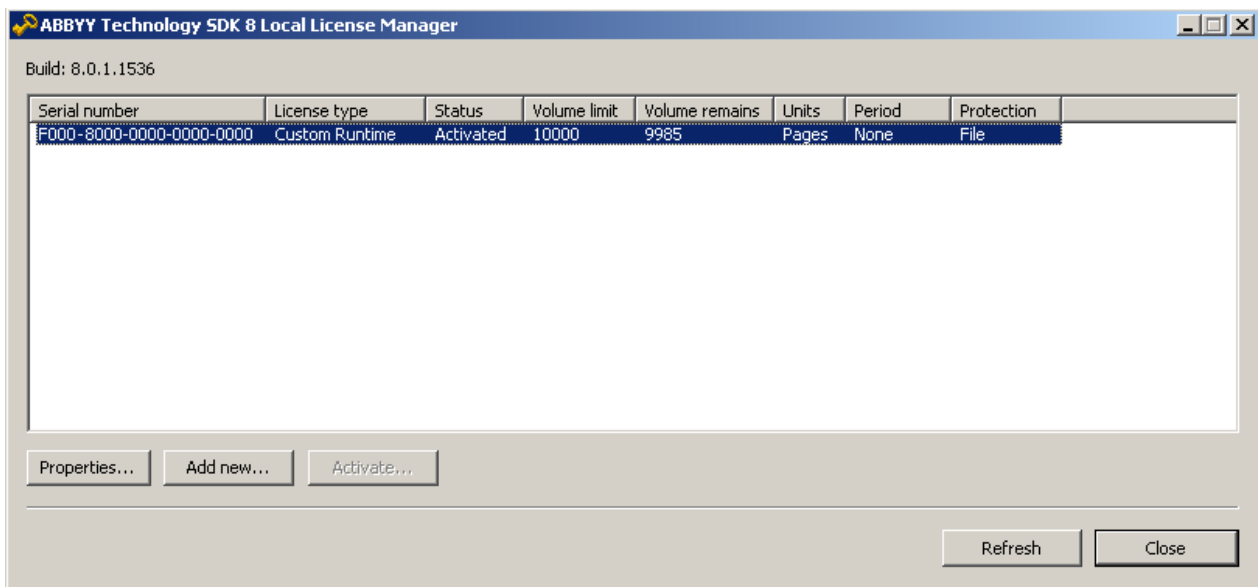 ABBYY Technology SDK 8 Local License Manager
Build: 8.0.1.1536
Serial number License type Status Volume limit Volume remains Units Period Protection
F000-8000-0000-0000-0000 Custom Runtime Activated 10000 9985 Pages None File
Properties... Add new... Activate...
Refresh Close